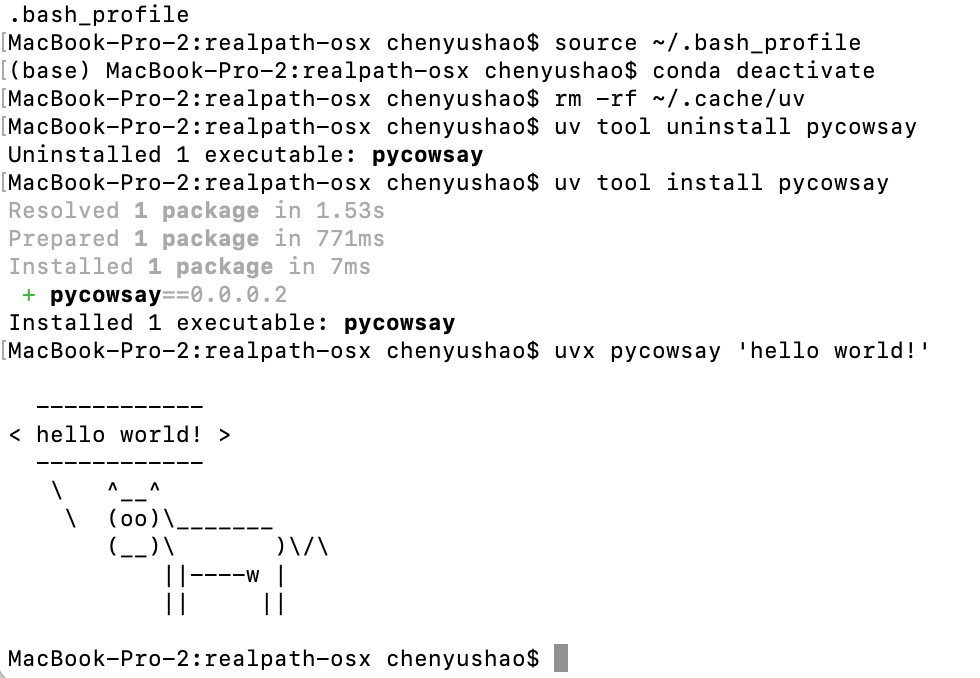 .bash_profile
[MacBook-Pro-2:realpath-osx chenyushao$ source ~/.bash_profile
[(base) MacBook-Pro-2:realpath-osx chenyushao$ conda deactivate
[MacBook-Pro-2:realpath-osx chenyushao$ rm -rf ~/.cache/uv
[MacBook-Pro-2:realpath-osx chenyushao$ uv tool uninstall pycowsay
Uninstalled 1 executable: pycowsay
[MacBook-Pro-2:realpath-osx chenyushao$ uv tool install pycowsay
Resolved 1 package in 1.53s
Prepared 1 package in 771ms
Installed 1 package in 7ms
 + pycowsay==0.0.0.2
Installed 1 executable: pycowsay
[MacBook-Pro-2:realpath-osx chenyushao$ uvx pycowsay 'hello world!'

  ------------
< hello world! >
  ------------
   \   ^__^
    \  (oo)\_______
       (__)\       )\/\
           ||----w |
           ||     ||

MacBook-Pro-2:realpath-osx chenyushao$